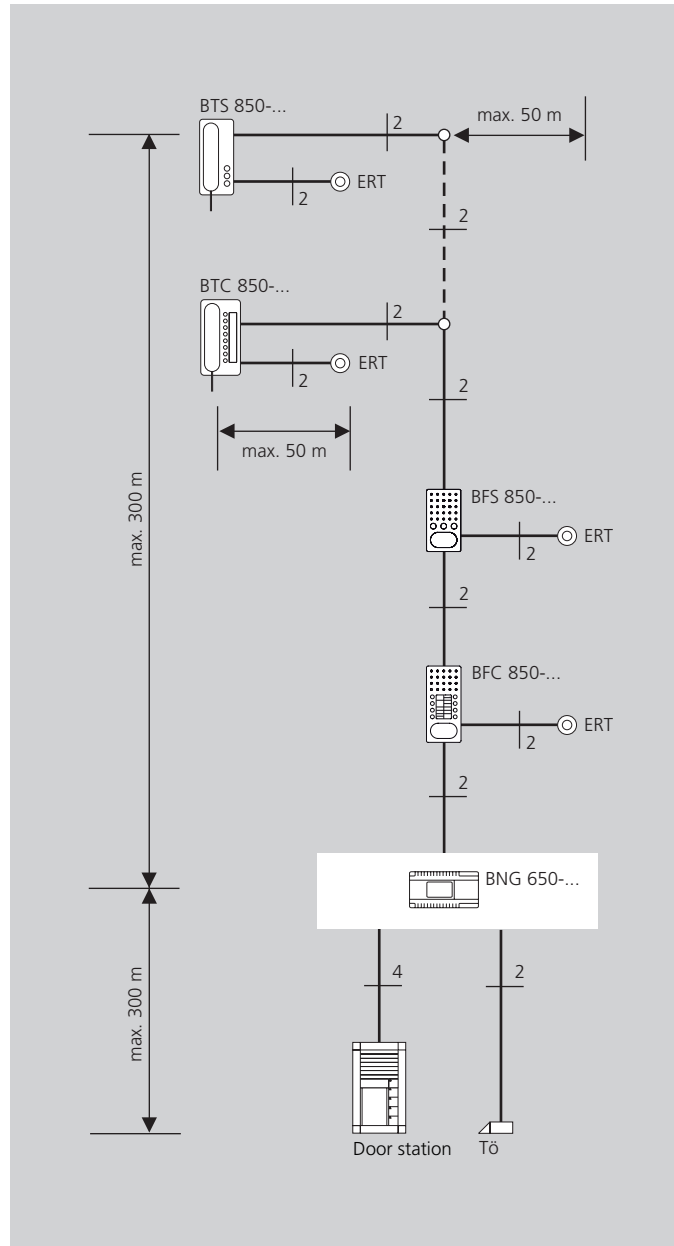 BTS 850-...
2
max. 50 m
ERT
2
2
BTC 850-...
2
ERT
2
2
max. 50 m
max. 300 m
BFS 850-...
ERT
2
2
BFC 850-...
ERT
2
2
BNG 650-...
4
2
max. 300 m
Door station
Tö